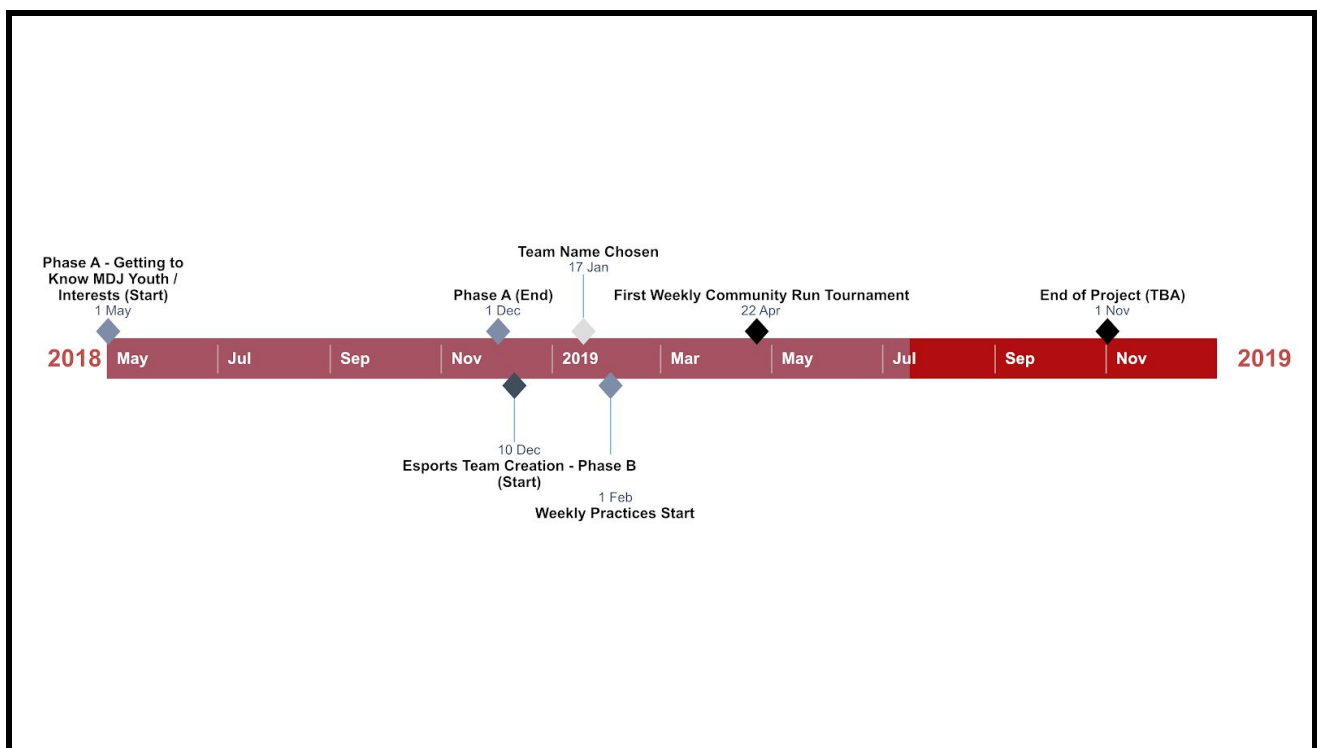 Team Name Chosen
17 Jan
Phase A - Getting to
Know MDJ Youth /
Interests (Start)
1 May
Phase A (End)
1 Dec
First Weekly Community Run Tournament
22 Apr
End of Project (TBA)
1 Nov
2018 May Jul Sep Nov 2019 Mar May Jul Sep Nov 2019
10 Dec
Esports Team Creation - Phase B
(Start)
1 Feb
Weekly Practices Start